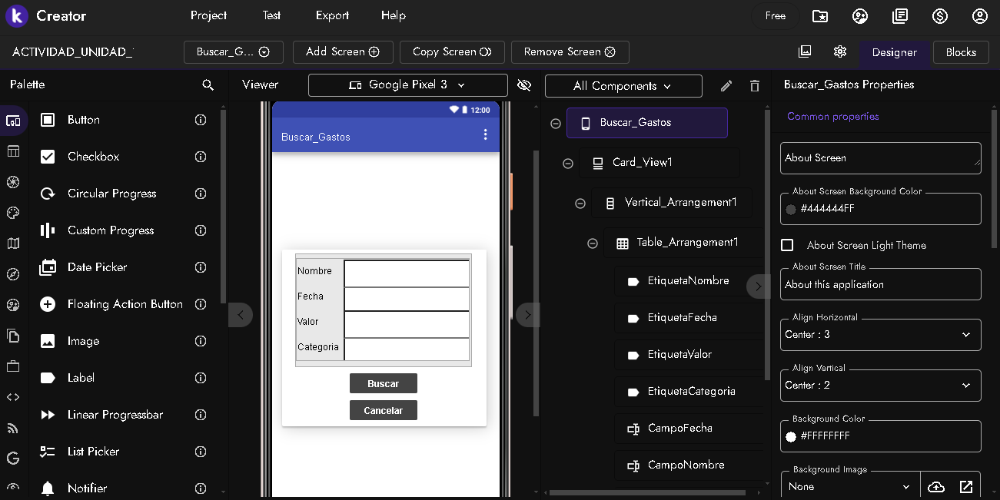 k Creator Project Test Export Help Free
ACTIVIDAD_UNIDAD_ Buscar_G... Add Screen Copy Screen Remove Screen Designer Blocks
Palette
Button
Checkbox
Circular Progress
Custom Progress
Date Picker
Floating Action Button
Image
Label
Linear Progressbar
List Picker
Notifier
Viewer Google Pixel 3
12:00
Buscar_Gastos
Nombre
Fecha
Valor
Categoria
Buscar
Cancelar
All Components
Buscar_Gastos
Card_View1
Vertical_Arrangement1
Table_Arrangement1
EtiquetaNombre
EtiquetaFecha
EtiquetaValor
EtiquetaCategoria
CampoFecha
CampoNombre
Buscar_Gastos Properties
Common properties
About Screen
About Screen Background Color
#444444FF
About Screen Light Theme
About Screen Title
About this application
Align Horizontal
Center : 3
Align Vertical
Center : 2
Background Color
#FFFFFFFF
Background Image
None